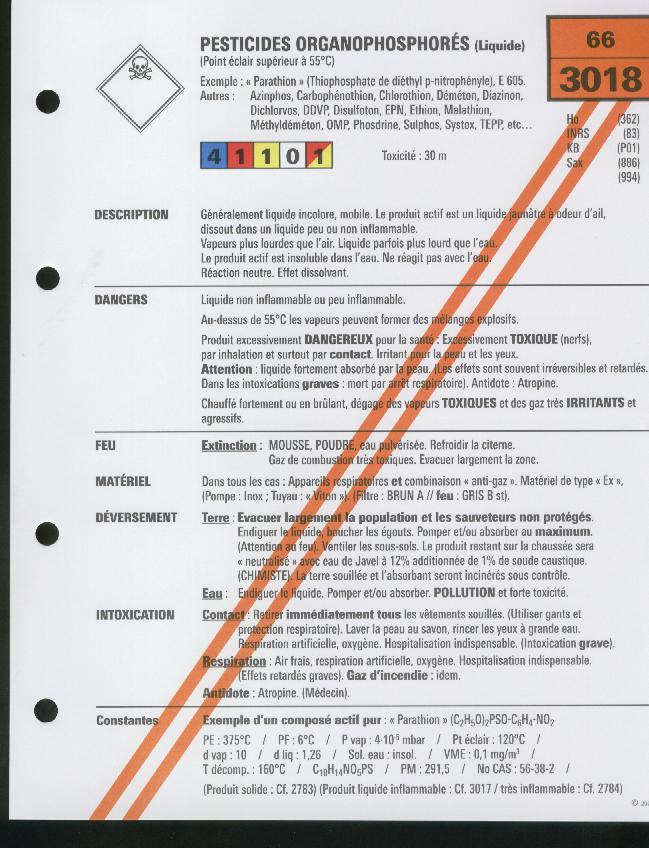 PESTICIDES ORGANOPHOSPHORÉS (Liquide)
(Point éclair supérieur à 55°C)
66
3018
Exemple : « Parathion » (Thiophosphate de diéthyl p-nitrophényle), E 605.
Autres : Azinphos, Carbophénothion, Chlorothion, Déméton, Diazinon,
Dichlorvos, DDVP, Disulfoton, EPN, Ethion, Malathion,
Méthyldéméton, OMP, Phosdrine, Sulphos, Systox, TEPP, etc...
Ho (362)
INRS (83)
KB (P01)
Sax (886)
(994)
4 1 1 0 1
Toxicité : 30 m
DESCRIPTION Généralement liquide incolore, mobile. Le produit actif est un liquide jaunâtre à odeur d'ail,
dissout dans un liquide peu ou non inflammable.
Vapeurs plus lourdes que l'air. Liquide parfois plus lourd que l'eau.
Le produit actif est insoluble dans l'eau. Ne réagit pas avec l'eau.
Réaction neutre. Effet dissolvant.
DANGERS Liquide non inflammable ou peu inflammable.
Au-dessus de 55°C les vapeurs peuvent former des mélanges explosifs.
Produit excessivement DANGEREUX pour la santé : Excessivement TOXIQUE (nerfs),
par inhalation et surtout par contact. Irritant pour la peau et les yeux.
Attention : liquide fortement absorbé par la peau. (Les effets sont souvent irréversibles et retardés.
Dans les intoxications graves : mort par arrêt respiratoire). Antidote : Atropine.
Chauffé fortement ou en brûlant, dégage des vapeurs TOXIQUES et des gaz très IRRITANTS et
agressifs.
FEU Extinction : MOUSSE, POUDRE, eau pulvérisée. Refroidir la citerne.
Gaz de combustion très toxiques. Evacuer largement la zone.
MATÉRIEL Dans tous les cas : Appareils respiratoires et combinaison « anti-gaz ». Matériel de type « Ex »,
(Pompe : Inox ; Tuyau : « Viton »). (Filtre : BRUN A // feu : GRIS B st).
DÉVERSEMENT Terre : Evacuer largement la population et les sauveteurs non protégés.
Endiguer le liquide, boucher les égouts. Pomper et/ou absorber au maximum.
(Attention au feu). Ventiler les sous-sols. Le produit restant sur la chaussée sera
« neutralisé » avec eau de Javel à 12% additionnée de 1% de soude caustique.
(CHIMISTE). La terre souillée et l'absorbant seront incinérés sous contrôle.
Eau : Endiguer le liquide. Pomper et/ou absorber. POLLUTION et forte toxicité.
INTOXICATION Contact : Retirer immédiatement tous les vêtements souillés. (Utiliser gants et
protection respiratoire). Laver la peau au savon, rincer les yeux à grande eau.
Respiration artificielle, oxygène. Hospitalisation indispensable. (Intoxication grave).
Respiration : Air frais, respiration artificielle, oxygène. Hospitalisation indispensable.
(Effets retardés graves). Gaz d'incendie : idem.
Antidote : Atropine. (Médecin).
Constantes Exemple d'un composé actif pur : « Parathion » (C₂H₅O)₂PSO-C₆H₄-NO₂
PE : 375°C / PF : 6°C / P vap : 4·10⁻⁵ mbar / Pt éclair : 120°C /
d vap : 10 / d liq : 1,26 / Sol. eau : insol. / VME : 0,1 mg/m³ /
T décomp. : 160°C / C₁₀H₁₄NO₅PS / PM : 291,5 / No CAS : 56-38-2 /
(Produit solide : Cf. 2783) (Produit liquide inflammable : Cf. 3017 / très inflammable : Cf. 2784)